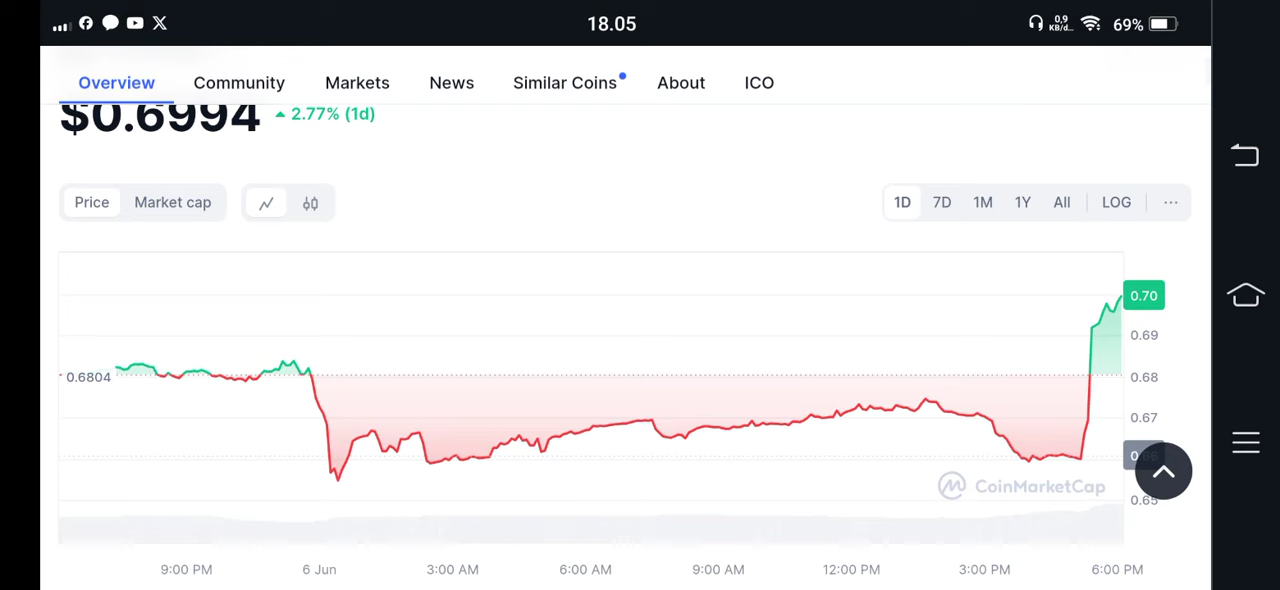 18.05
0,9
KB/d...
69%
Overview Community Markets News Similar Coins About ICO
$0.6994 2.77% (1d)
Price Market cap
1D 7D 1M 1Y All LOG ...
0.70
0.69
0.6804
0.68
0.67
0.65
CoinMarketCap
9:00 PM 6 Jun 3:00 AM 6:00 AM 9:00 AM 12:00 PM 3:00 PM 6:00 PM